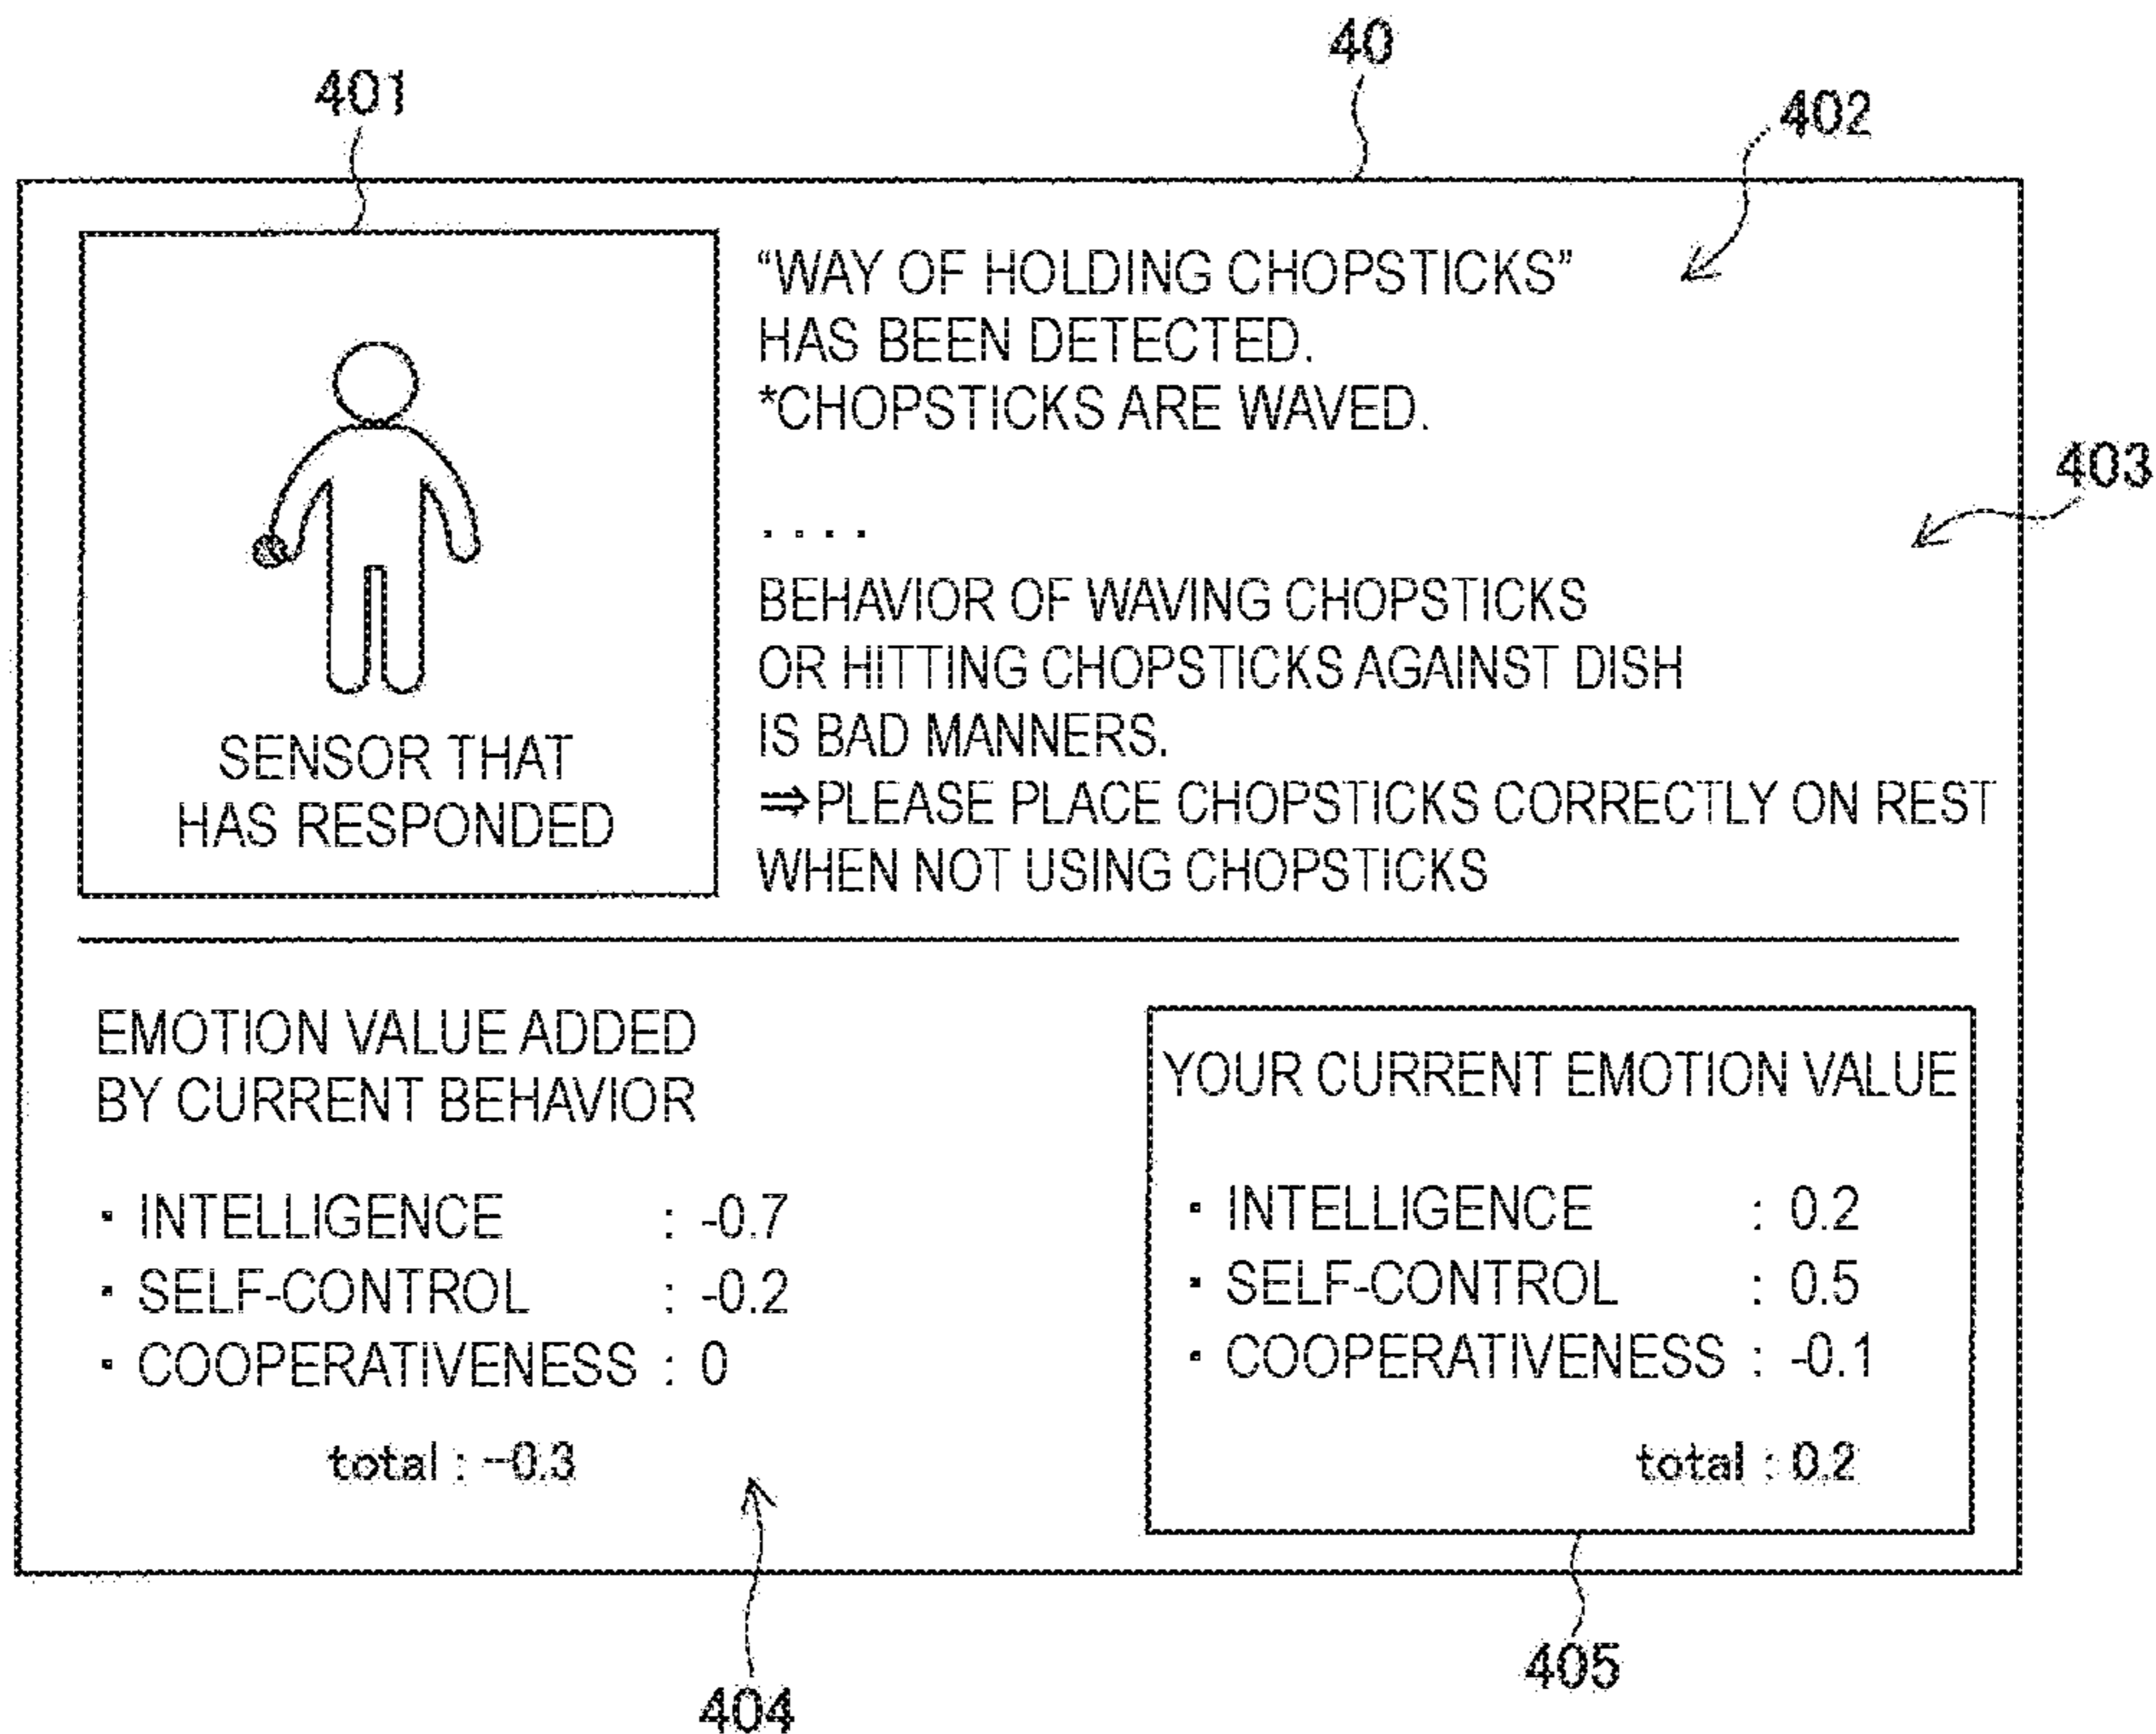 40
401
402
"WAY OF HOLDING CHOPSTICKS"
HAS BEEN DETECTED.
*CHOPSTICKS ARE WAVED.
403
. . . .
BEHAVIOR OF WAVING CHOPSTICKS
OR HITTING CHOPSTICKS AGAINST DISH
IS BAD MANNERS.
⇒PLEASE PLACE CHOPSTICKS CORRECTLY ON REST
WHEN NOT USING CHOPSTICKS
SENSOR THAT
HAS RESPONDED
EMOTION VALUE ADDED
BY CURRENT BEHAVIOR
・INTELLIGENCE : -0.7
・SELF-CONTROL : -0.2
・COOPERATIVENESS : 0
total : -0.3
YOUR CURRENT EMOTION VALUE
・INTELLIGENCE : 0.2
・SELF-CONTROL : 0.5
・COOPERATIVENESS : -0.1
total : 0.2
404
405